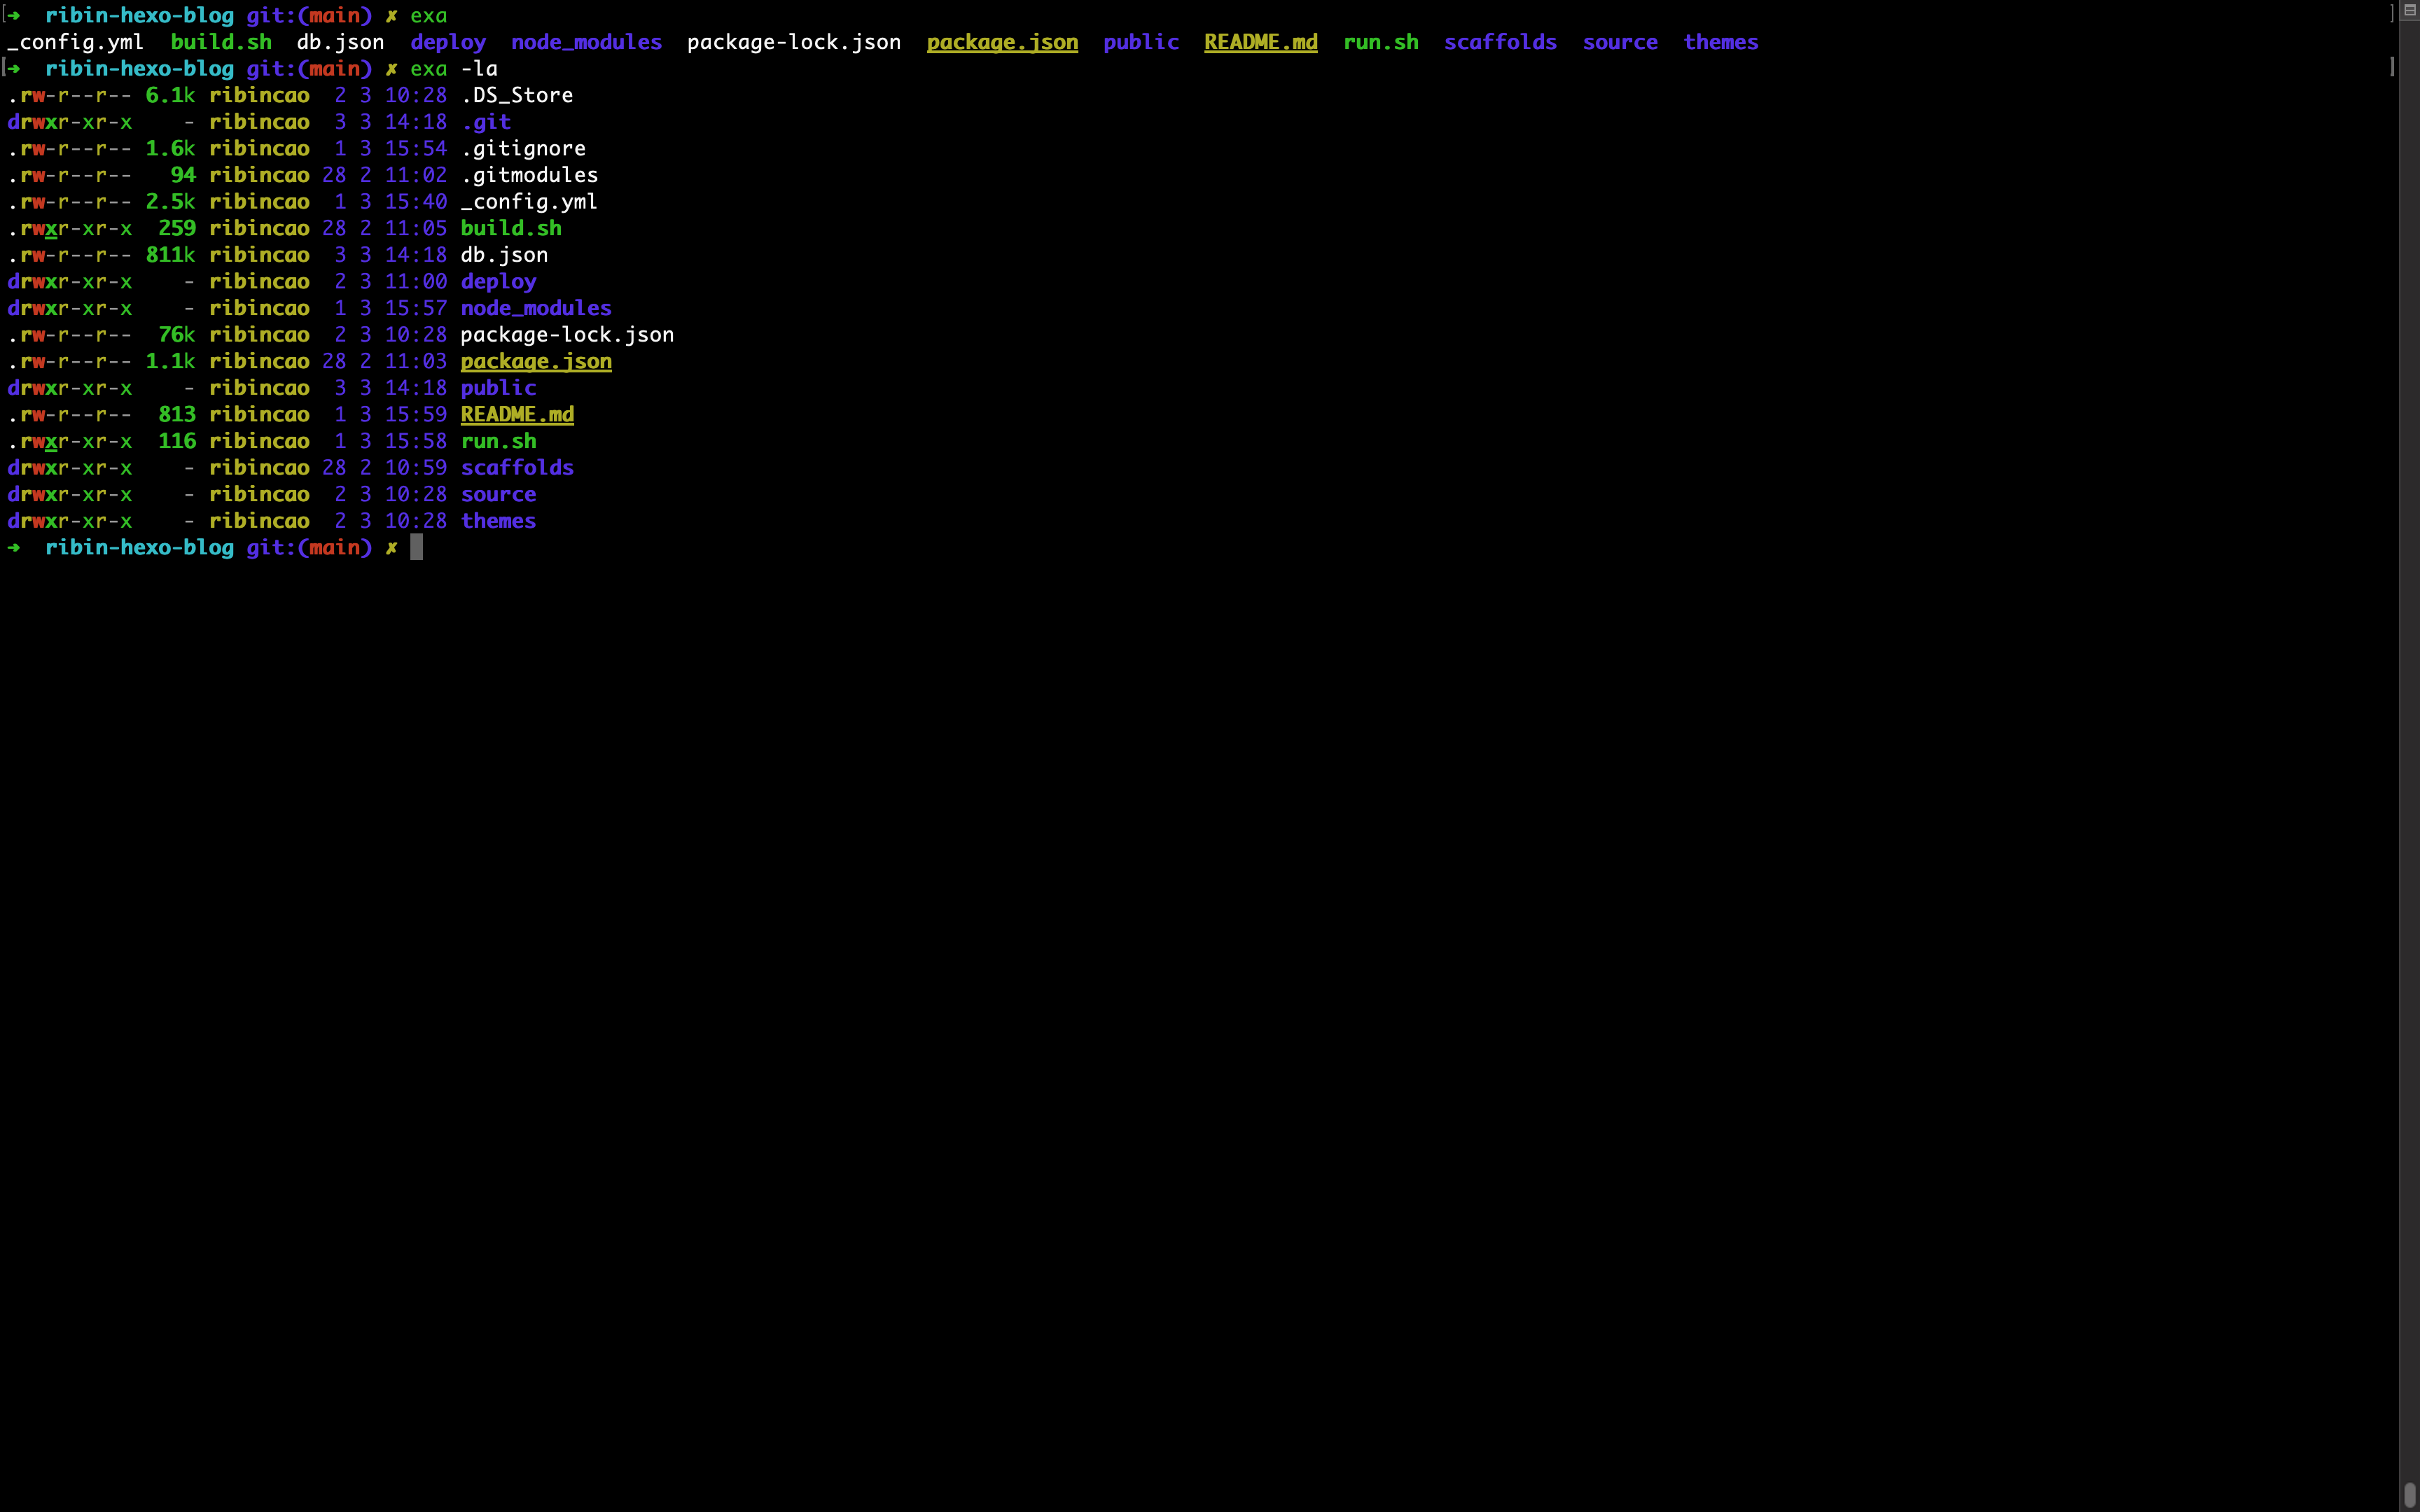 ➜  ribin-hexo-blog git:(main) ✗ exa
_config.yml  build.sh  db.json  deploy  node_modules  package-lock.json  package.json  public  README.md  run.sh  scaffolds  source  themes
➜  ribin-hexo-blog git:(main) ✗ exa -la
.rw-r--r-- 6.1k ribincao  2 3 10:28 .DS_Store
drwxr-xr-x    - ribincao  3 3 14:18 .git
.rw-r--r-- 1.6k ribincao  1 3 15:54 .gitignore
.rw-r--r--   94 ribincao 28 2 11:02 .gitmodules
.rw-r--r-- 2.5k ribincao  1 3 15:40 _config.yml
.rwxr-xr-x  259 ribincao 28 2 11:05 build.sh
.rw-r--r-- 811k ribincao  3 3 14:18 db.json
drwxr-xr-x    - ribincao  2 3 11:00 deploy
drwxr-xr-x    - ribincao  1 3 15:57 node_modules
.rw-r--r--  76k ribincao  2 3 10:28 package-lock.json
.rw-r--r-- 1.1k ribincao 28 2 11:03 package.json
drwxr-xr-x    - ribincao  3 3 14:18 public
.rw-r--r--  813 ribincao  1 3 15:59 README.md
.rwxr-xr-x  116 ribincao  1 3 15:58 run.sh
drwxr-xr-x    - ribincao 28 2 10:59 scaffolds
drwxr-xr-x    - ribincao  2 3 10:28 source
drwxr-xr-x    - ribincao  2 3 10:28 themes
➜  ribin-hexo-blog git:(main) ✗